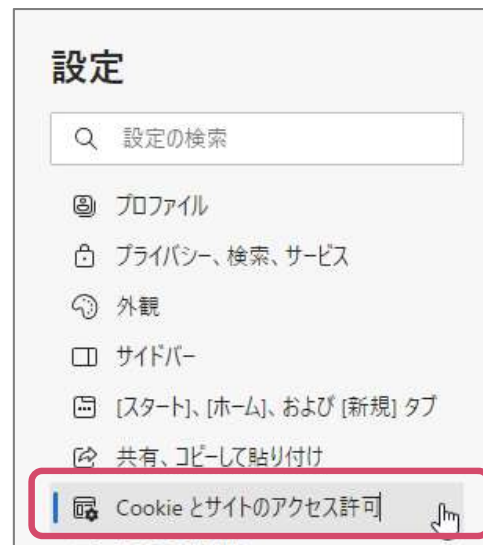 設定
設定の検索
プロファイル
プライバシー、検索、サービス
外観
サイドバー
[スタート]、[ホーム]、および [新規] タブ
共有、コピーして貼り付け
Cookie とサイトのアクセス許可